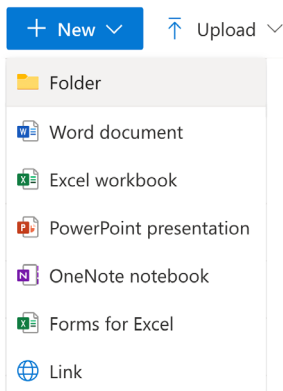 New Upload
Folder
Word document
Excel workbook
PowerPoint presentation
OneNote notebook
Forms for Excel
Link